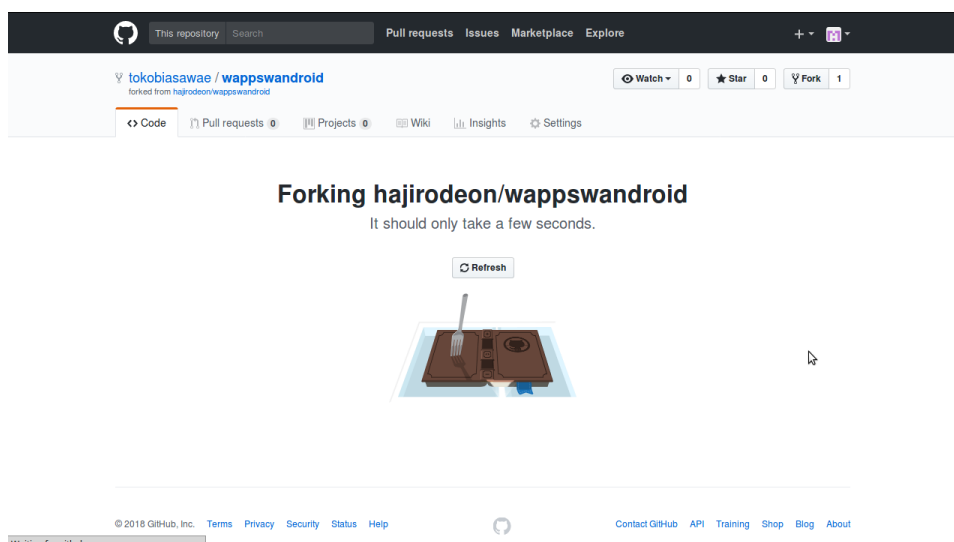 This repository Search Pull requests Issues Marketplace Explore
tokobiasawae / wappswandroid Watch 0 Star 0 Fork 1
forked from hajirodeon/wappswandroid
<> Code Pull requests 0 Projects 0 Wiki Insights Settings
Forking hajirodeon/wappswandroid
It should only take a few seconds.
Refresh
© 2018 GitHub, Inc. Terms Privacy Security Status Help Contact GitHub API Training Shop Blog About